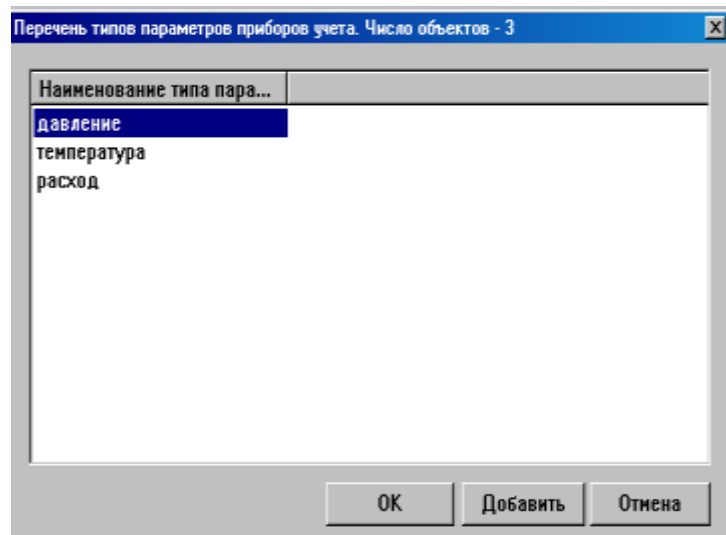 Перечень типов параметров приборов учета. Число объектов - 3
Наименование типа пара...
давление
температура
расход
OK Добавить Отмена